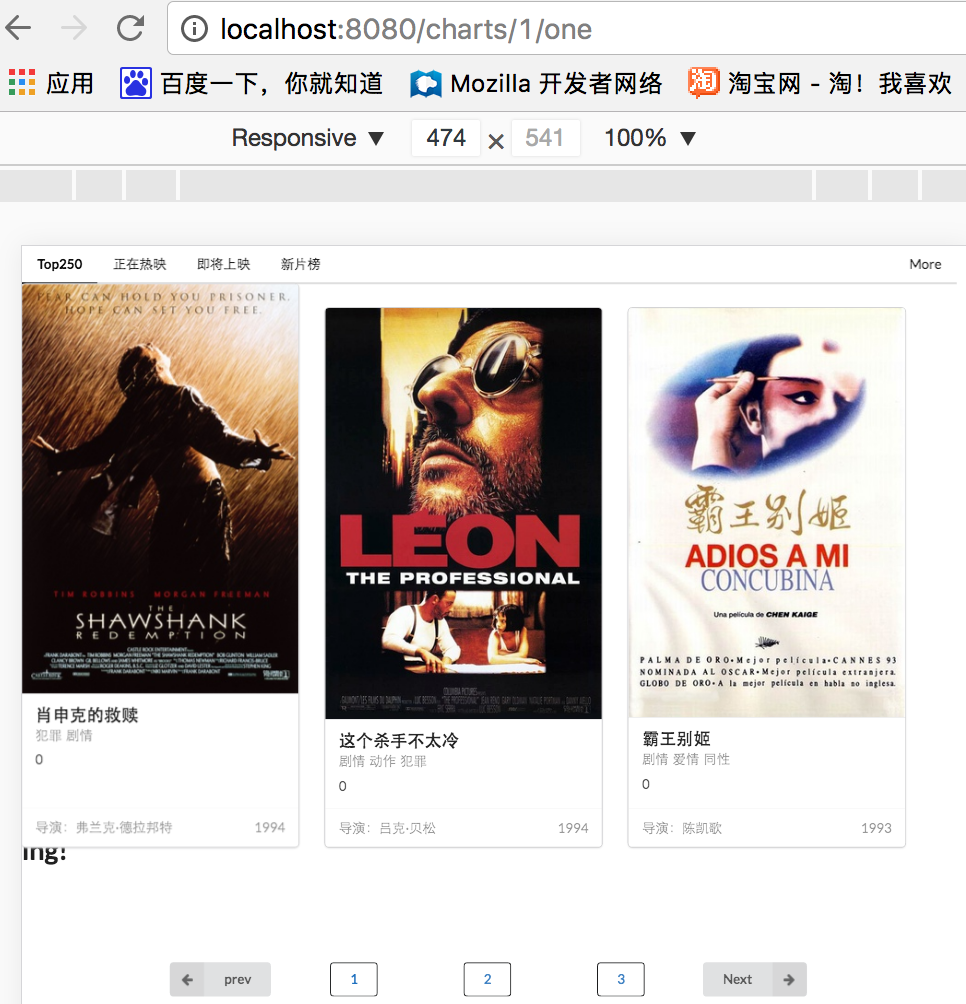 localhost:8080/charts/1/one
应用 百度一下，你就知道 Mozilla 开发者网络 淘 淘宝网 - 淘！我喜欢
Responsive ▼ 474 × 541 100% ▼
Top250 正在热映 即将上映 新片榜 More
FEAR CAN HOLD YOU PRISONER.
HOPE CAN SET YOU FREE.
TIM ROBBINS MORGAN FREEMAN
THE
SHAWSHANK
REDEMPTION
肖申克的救赎
犯罪 剧情
0
导演：弗兰克·德拉邦特 1994
LEON
THE PROFESSIONAL
这个杀手不太冷
剧情 动作 犯罪
0
导演：吕克·贝松 1994
霸王别姬
ADIOS A MI
CONCUBINA
Una película de CHEN KAIGE
PALMA DE ORO•Mejor película•CANNES 93
NOMINADA AL OSCAR•Mejor película extranjera.
GLOBO DE ORO•A la mejor película en habla no inglesa.
霸王别姬
剧情 爱情 同性
0
导演：陈凯歌 1993
ing!
prev 1 2 3 Next